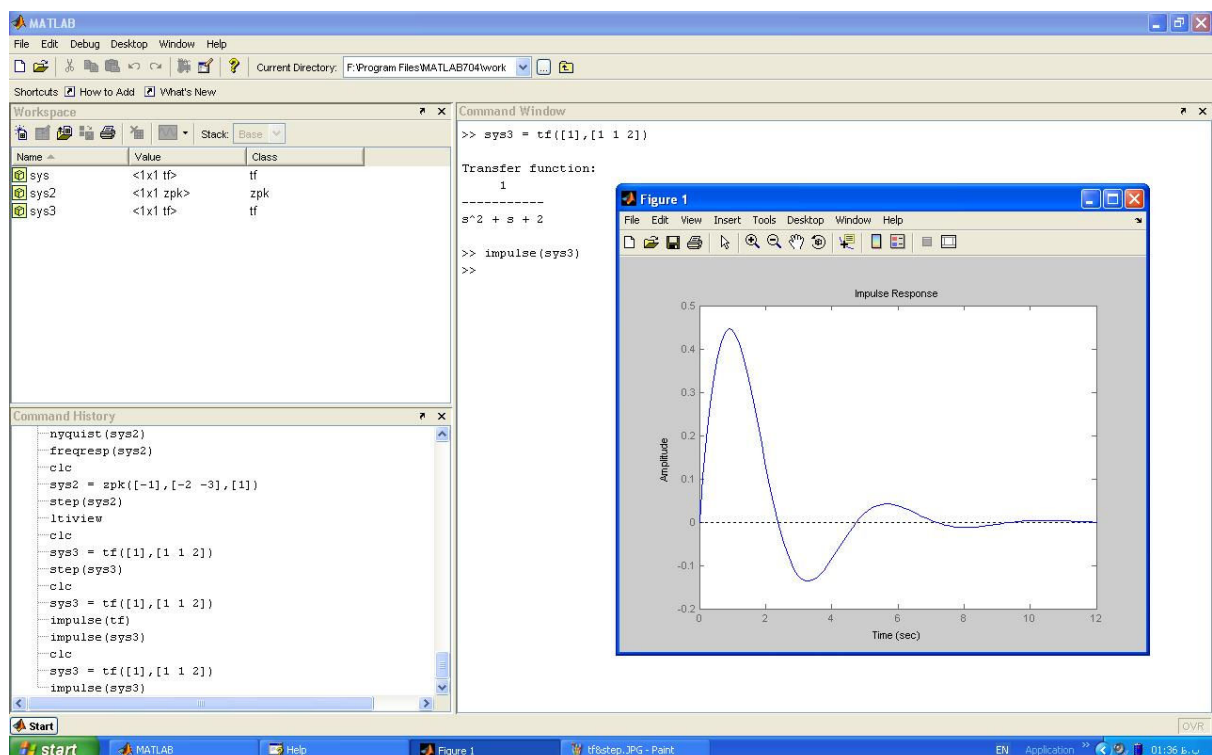 MATLAB
File Edit Debug Desktop Window Help
Current Directory: F:\Program Files\MATLAB704\work
Shortcuts How to Add What's New
Workspace
Stack: Base
Name Value Class
sys <1x1 tf> tf
sys2 <1x1 zpk> zpk
sys3 <1x1 tf> tf
Command History
nyquist(sys2)
freqresp(sys2)
clc
sys2 = zpk([-1],[-2 -3],[1])
step(sys2)
ltiview
clc
sys3 = tf([1],[1 1 2])
step(sys3)
clc
sys3 = tf([1],[1 1 2])
impulse(tf)
impulse(sys3)
clc
sys3 = tf([1],[1 1 2])
impulse(sys3)
Command Window
>> sys3 = tf([1],[1 1 2])
Transfer function:
1
-----------
s^2 + s + 2
>> impulse(sys3)
>>
Figure 1
File Edit View Insert Tools Desktop Window Help
Impulse Response
0.5
0.4
0.3
0.2
0.1
0
-0.1
-0.2
Amplitude
0 2 4 6 8 10 12
Time (sec)
Start
OVR
start MATLAB Help Figure 1 tf&step.JPG - Paint EN Application » 01:36 ب.ظ